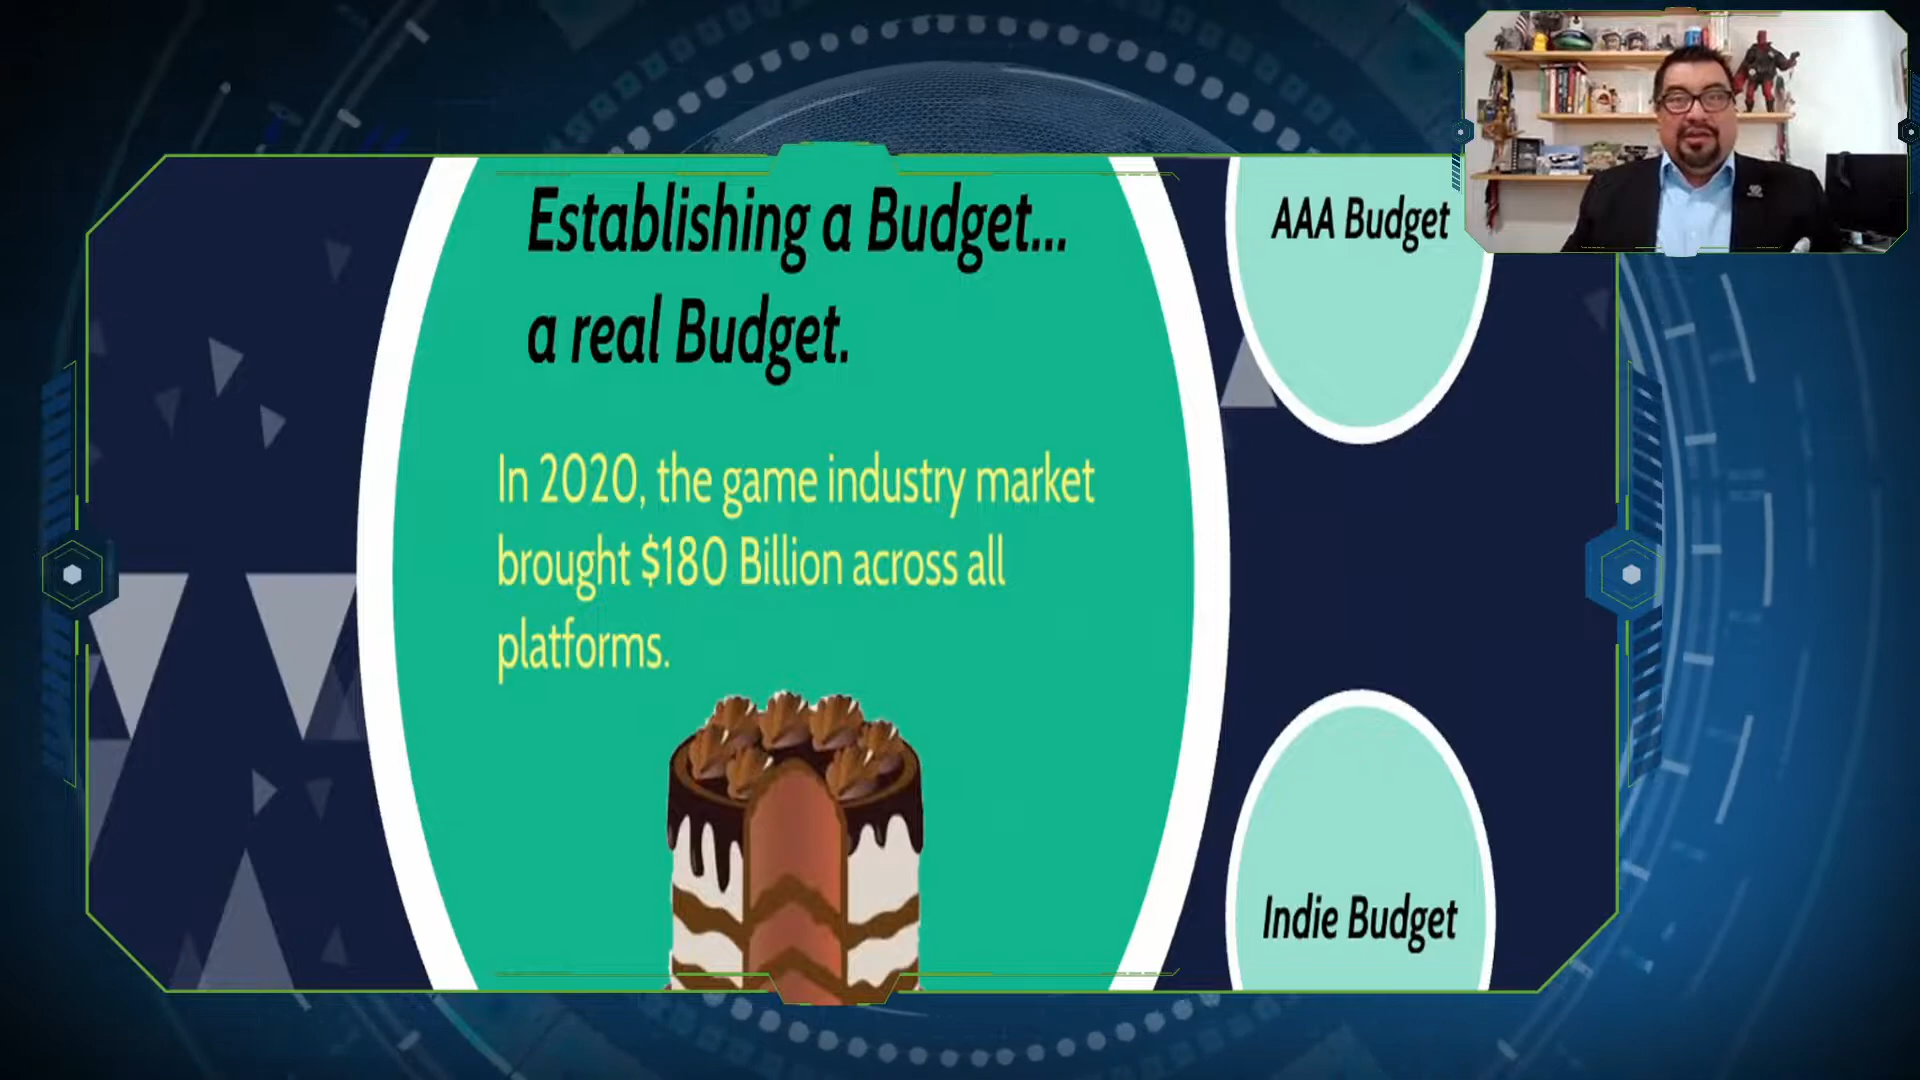 Establishing a Budget...
a real Budget.
In 2020, the game industry market
brought $180 Billion across all
platforms.
AAA Budget
Indie Budget